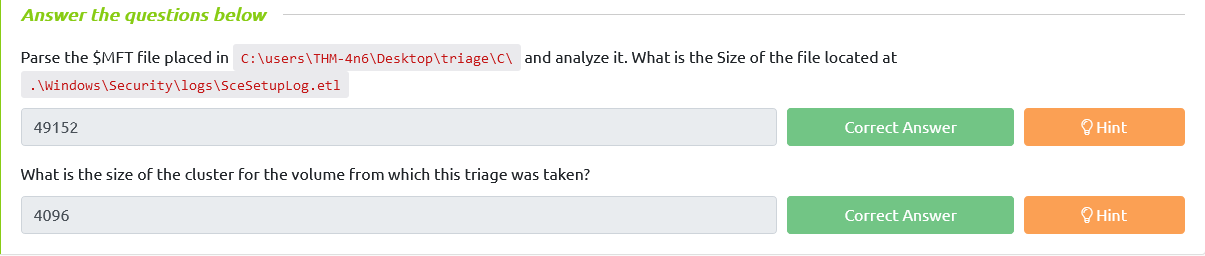 Answer the questions below
Parse the $MFT file placed in C:\users\THM-4n6\Desktop\triage\C\ and analyze it. What is the Size of the file located at
.\Windows\Security\logs\SceSetupLog.etl
49152 Correct Answer Hint
What is the size of the cluster for the volume from which this triage was taken?
4096 Correct Answer Hint